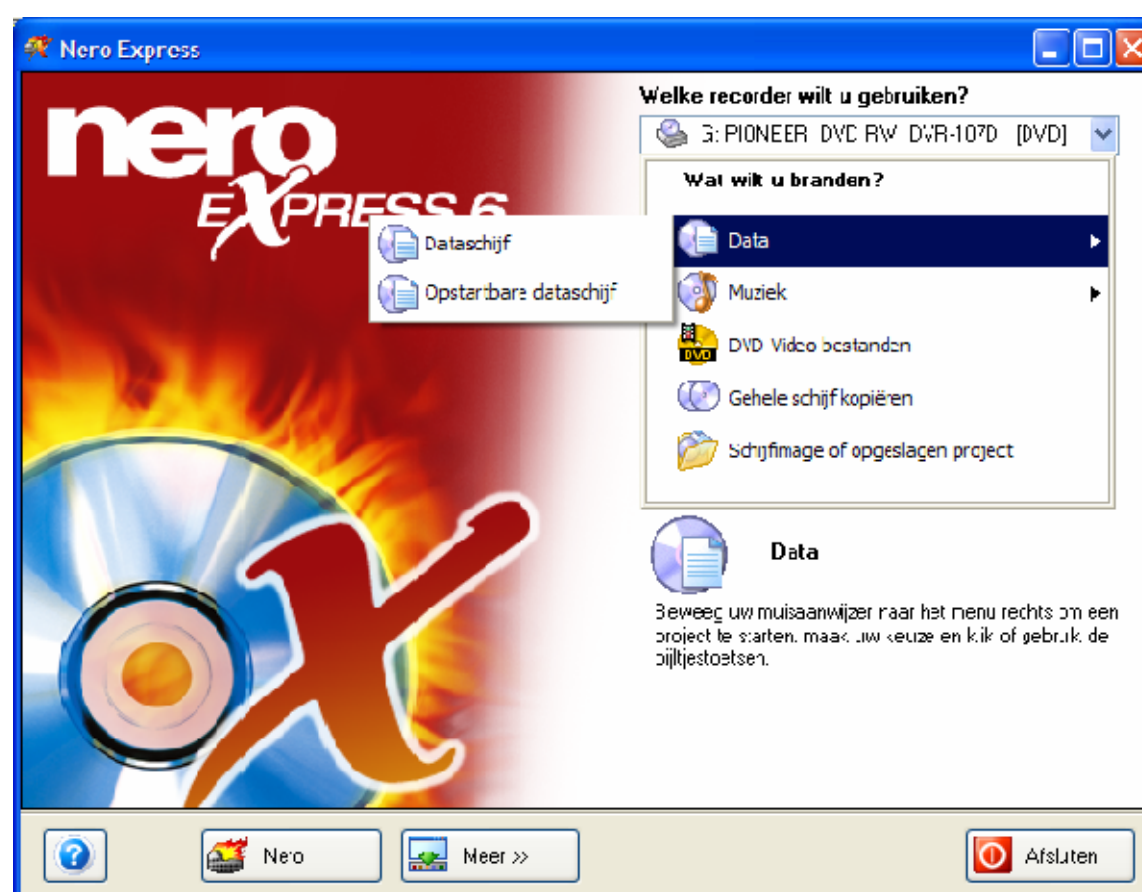 Nero Express
nero
EXPRESS 6
Welke recorder wilt u gebruiken?
G: PIONEER DVD RW DVR-107D [DVD]
Wat wilt u branden?
Data
Dataschijf
Opstartbare dataschijf
Muziek
DVD Video bestanden
Gehele schijf kopiëren
Schijfimage of opgeslagen project
Data
Beweeg uw muisaanwijzer naar het menu rechts om een
project te starten, maak uw keuze en klik of gebruik de
pijltjestoetsen.
Nero
Meer >>
Afsluten